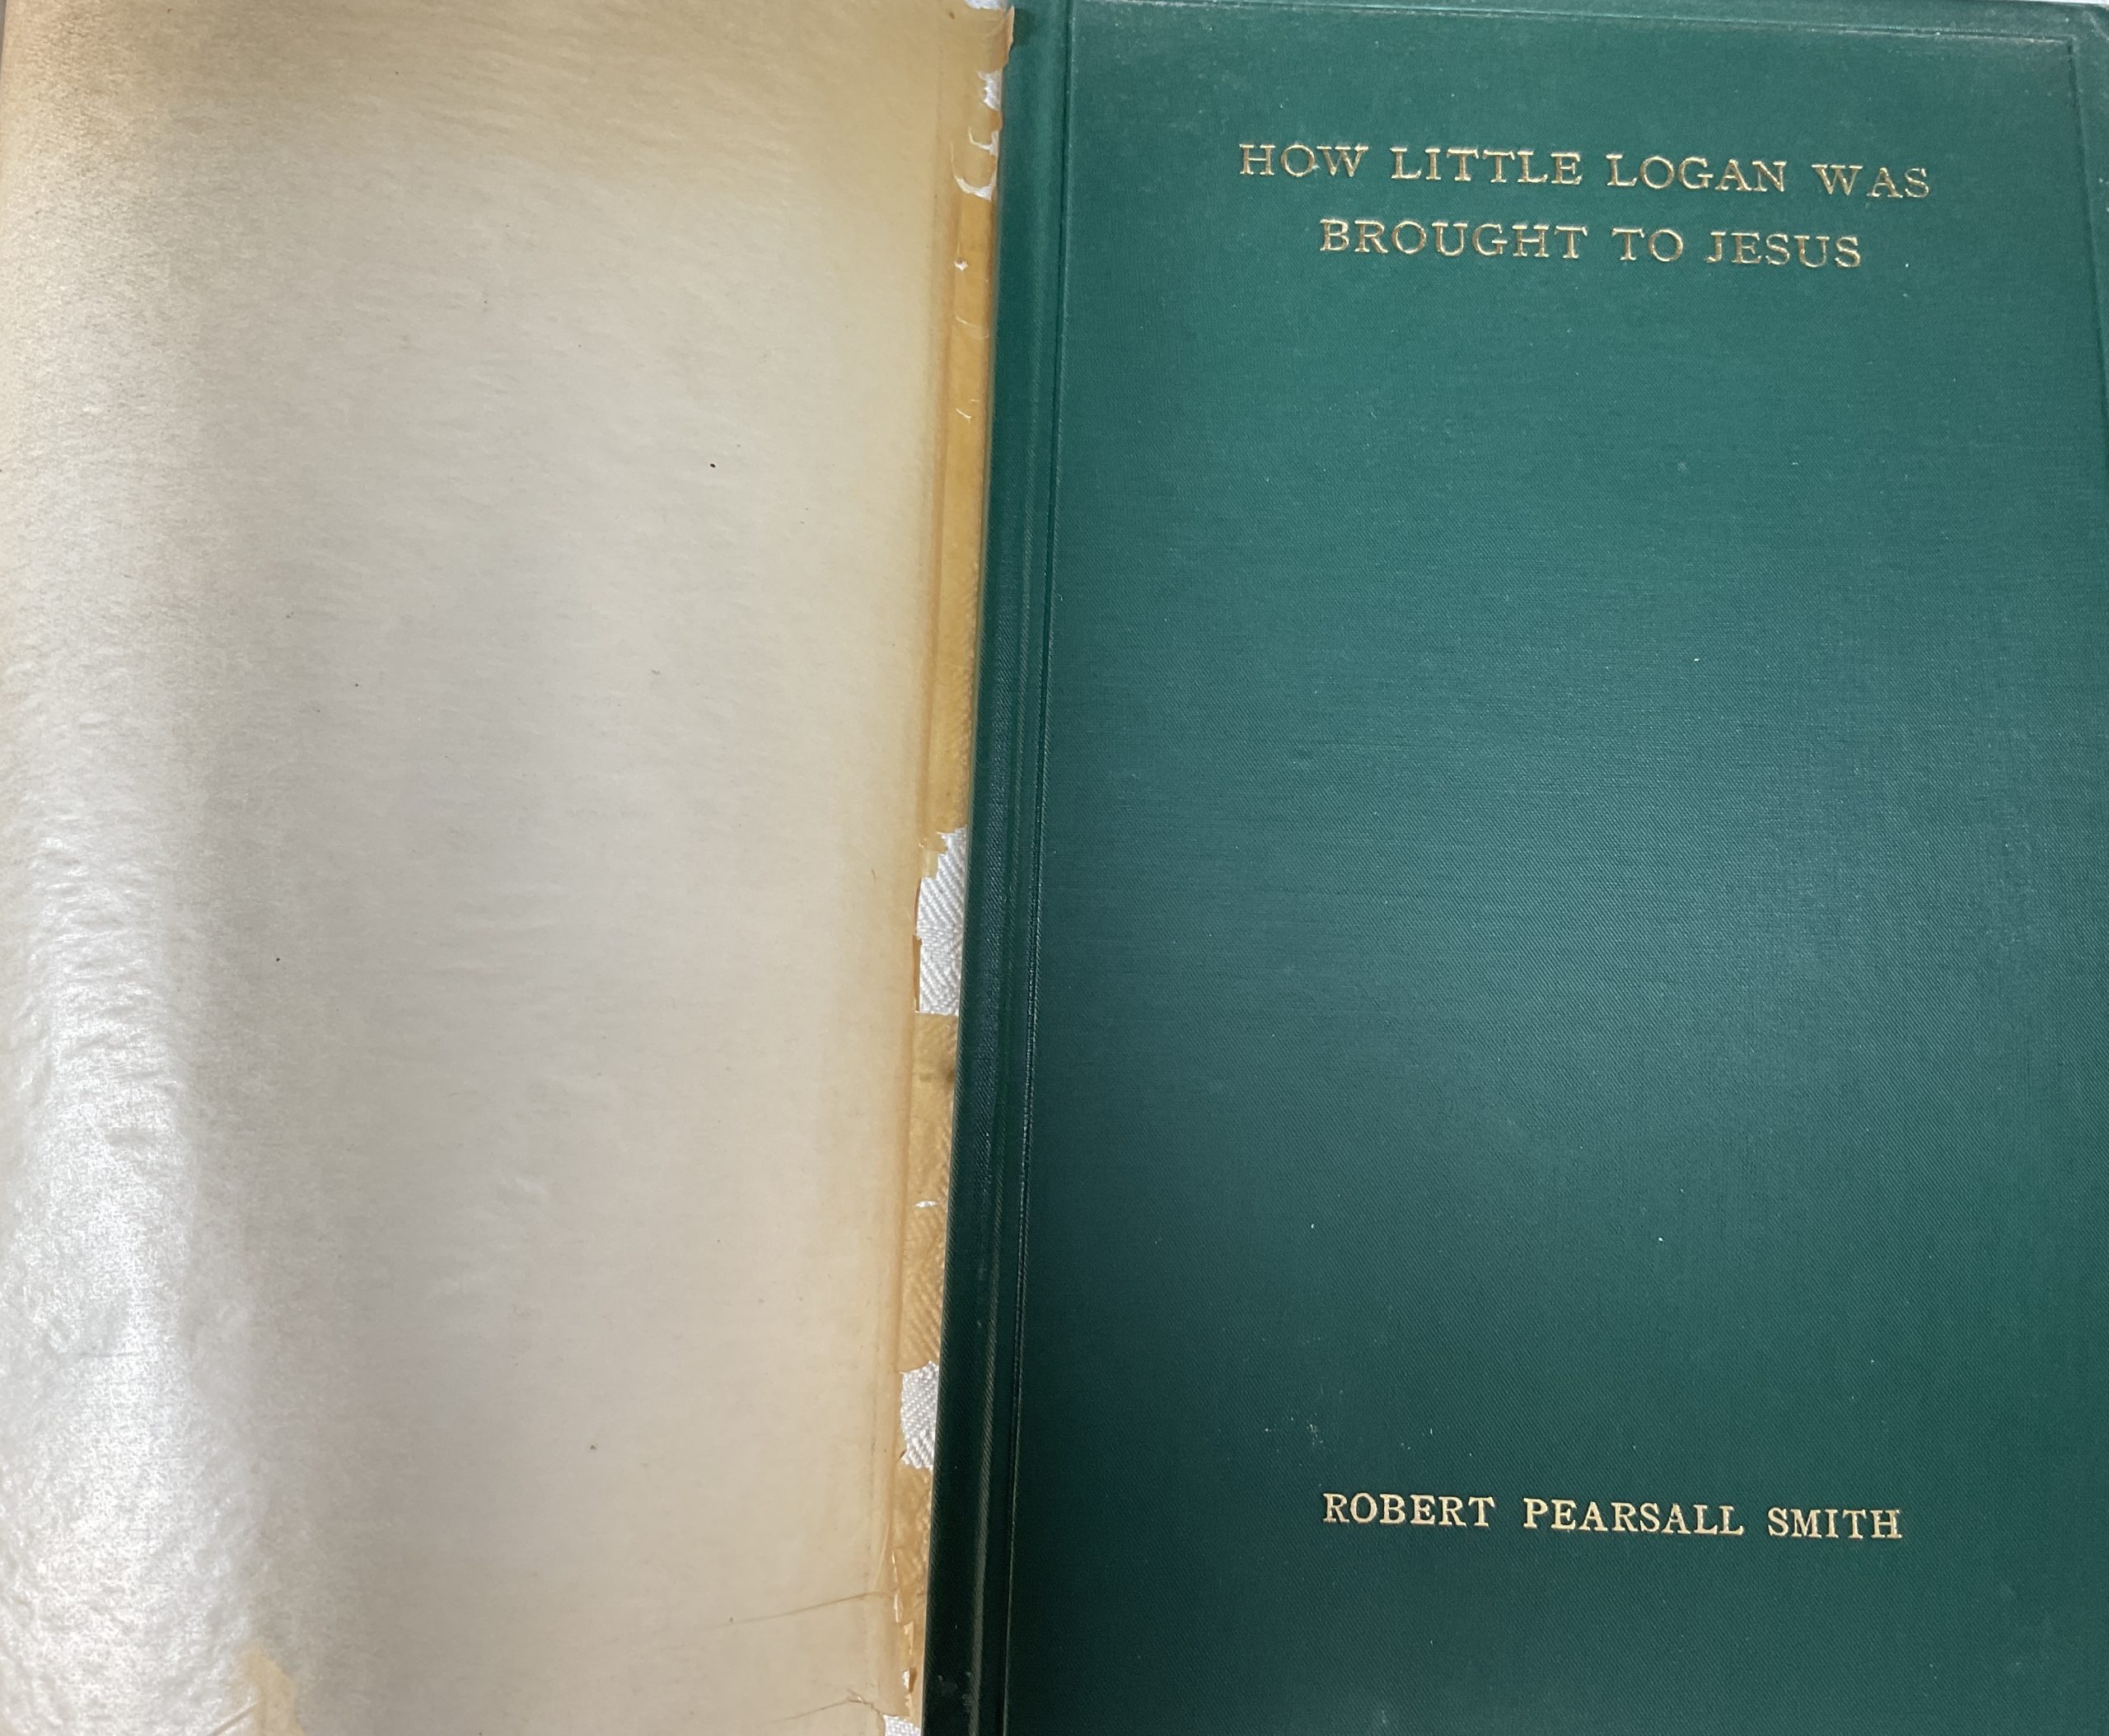 HOW LITTLE LOGAN WAS
BROUGHT TO JESUS
ROBERT PEARSALL SMITH